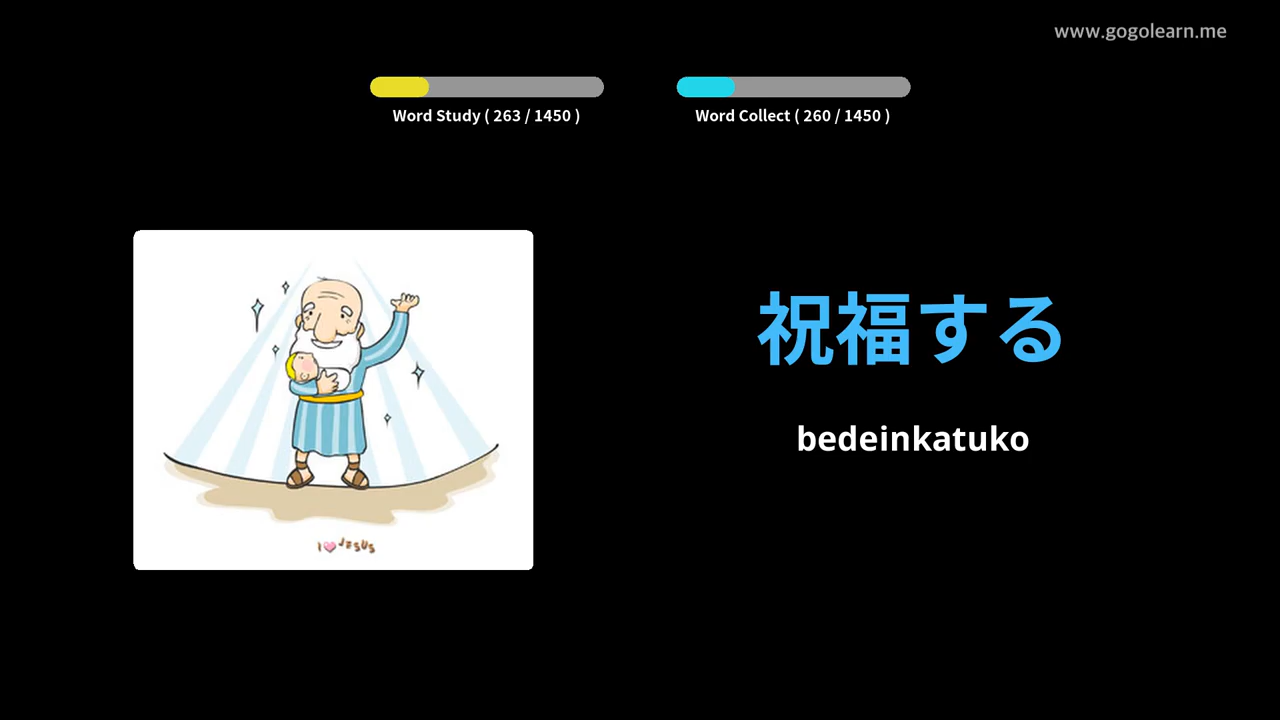 www.gogolearn.me
Word Study ( 263 / 1450 )
Word Collect ( 260 / 1450 )
祝福する
bedeinkatuko
I ♥ JESUS